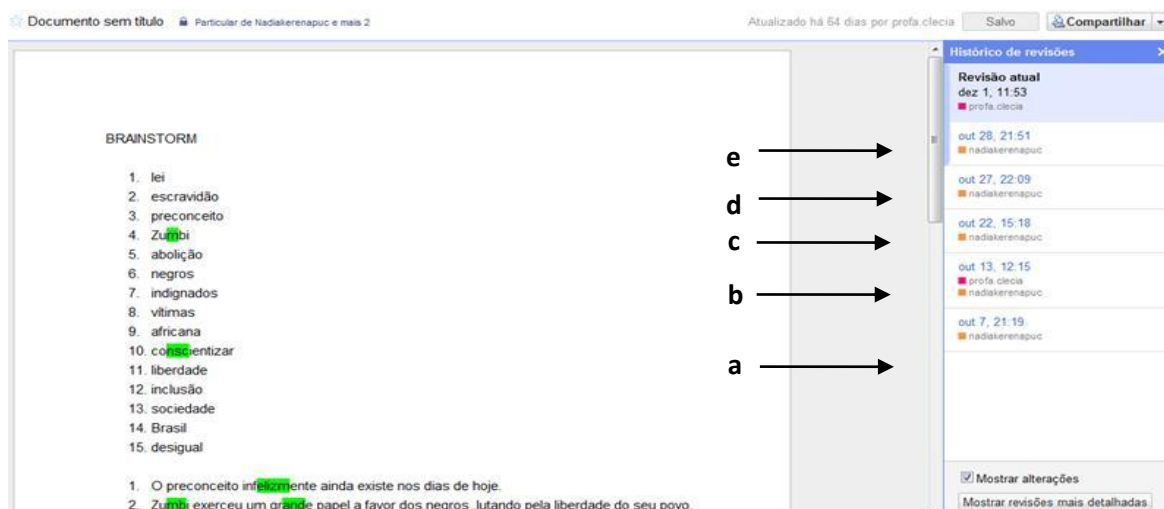 Documento sem título Particular de Nadiakerenapuc e mais 2 Atualizado há 64 dias por profa.clecia Salvo Compartilhar
Histórico de revisões
Revisão atual
dez 1, 11:53
profa.clecia
out 28, 21:51
nadiakerenapuc
out 27, 22:09
nadiakerenapuc
out 22, 15:18
nadiakerenapuc
out 13, 12:15
profa.clecia
nadiakerenapuc
out 7, 21:19
nadiakerenapuc
Mostrar alterações
Mostrar revisões mais detalhadas
e
d
c
b
a
BRAINSTORM
1. lei
2. escravidão
3. preconceito
4. Zumbi
5. abolição
6. negros
7. indignados
8. vítimas
9. africana
10. conscientizar
11. liberdade
12. inclusão
13. sociedade
14. Brasil
15. desigual
1. O preconceito infelizmente ainda existe nos dias de hoje.
2. Zumbi exerceu um grande papel a favor dos negros ,lutando pela liberdade do seu povo.